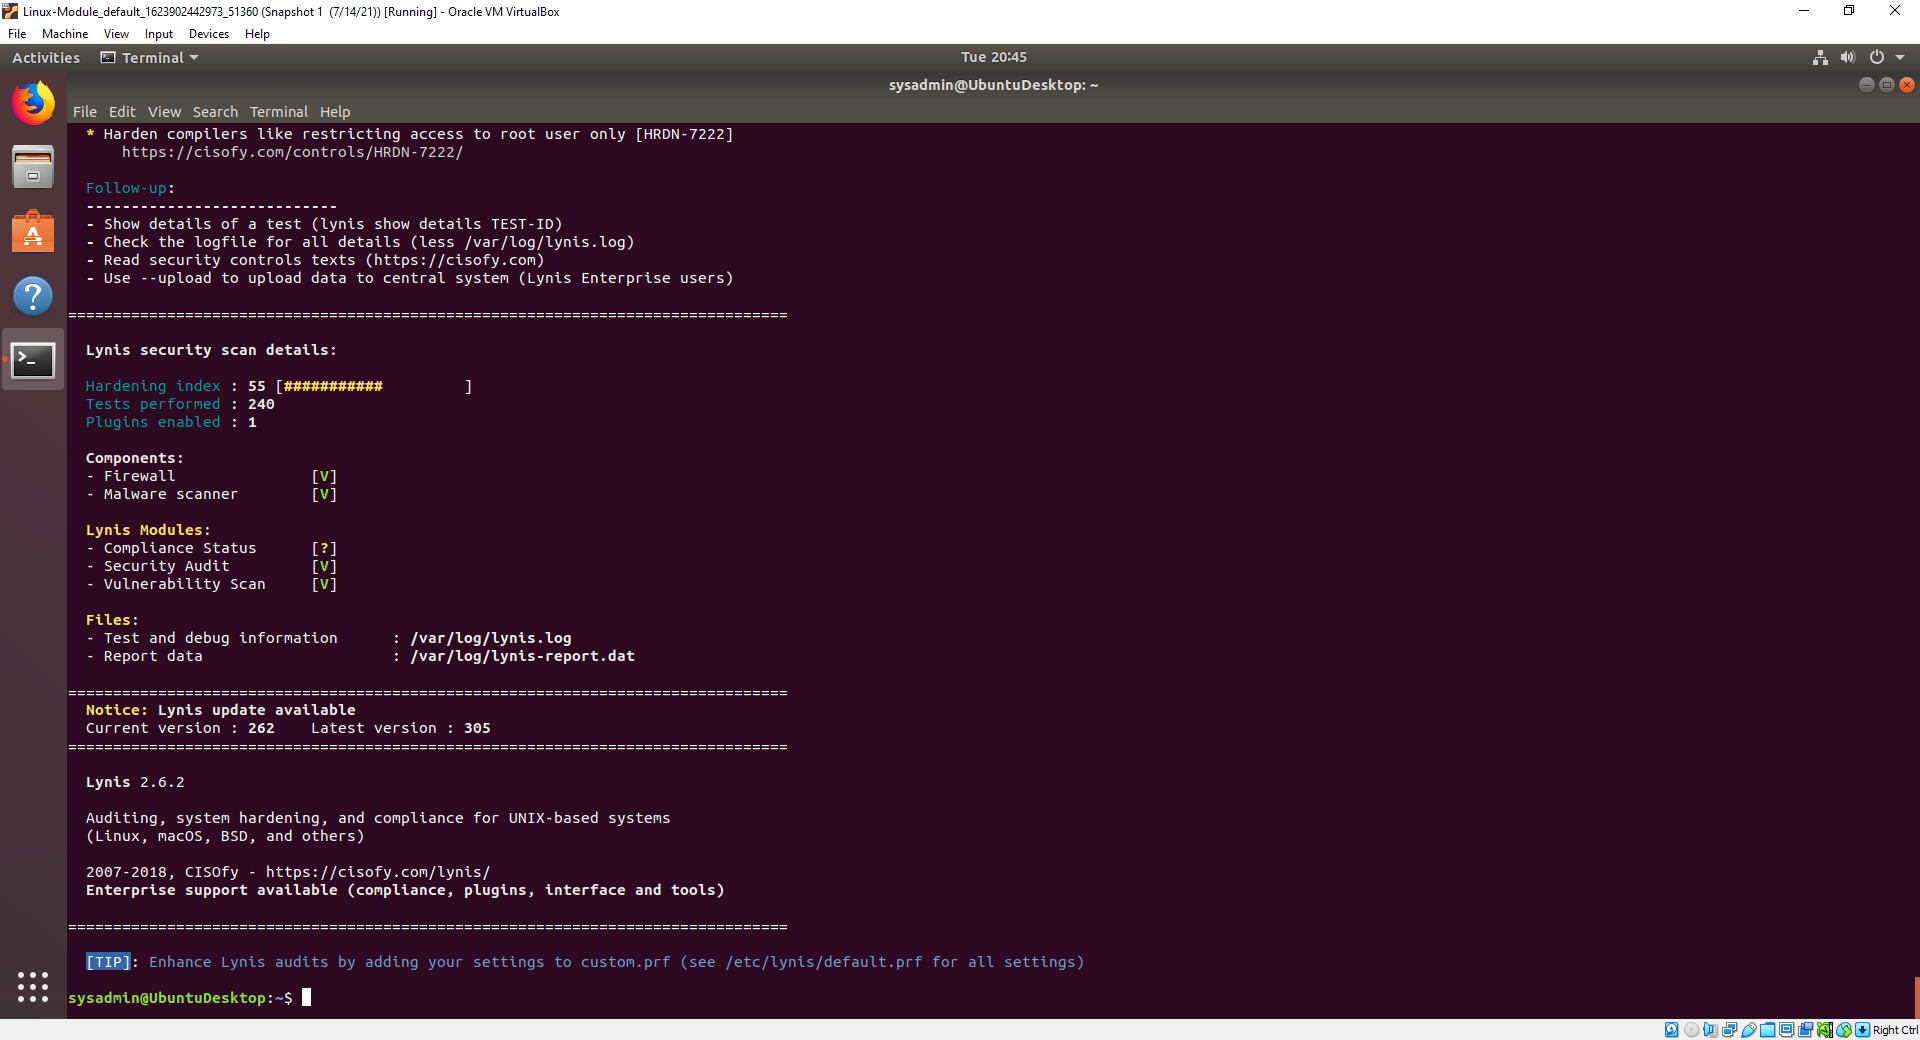 Linux-Module_default_1623902442973_51360 (Snapshot 1 (7/14/21)) [Running] - Oracle VM VirtualBox
File Machine View Input Devices Help
Activities Terminal Tue 20:45
sysadmin@UbuntuDesktop: ~
File Edit View Search Terminal Help
* Harden compilers like restricting access to root user only [HRDN-7222]
https://cisofy.com/controls/HRDN-7222/
Follow-up:
----------------------------
- Show details of a test (lynis show details TEST-ID)
- Check the logfile for all details (less /var/log/lynis.log)
- Read security controls texts (https://cisofy.com)
- Use --upload to upload data to central system (Lynis Enterprise users)
================================================================================
Lynis security scan details:
Hardening index : 55 [###########         ]
Tests performed : 240
Plugins enabled : 1
Components:
- Firewall [V]
- Malware scanner [V]
Lynis Modules:
- Compliance Status [?]
- Security Audit [V]
- Vulnerability Scan [V]
Files:
- Test and debug information : /var/log/lynis.log
- Report data : /var/log/lynis-report.dat
================================================================================
Notice: Lynis update available
Current version : 262 Latest version : 305
================================================================================
Lynis 2.6.2
Auditing, system hardening, and compliance for UNIX-based systems
(Linux, macOS, BSD, and others)
2007-2018, CISOfy - https://cisofy.com/lynis/
Enterprise support available (compliance, plugins, interface and tools)
================================================================================
[TIP]: Enhance Lynis audits by adding your settings to custom.prf (see /etc/lynis/default.prf for all settings)
sysadmin@UbuntuDesktop:~$
Right Ctrl